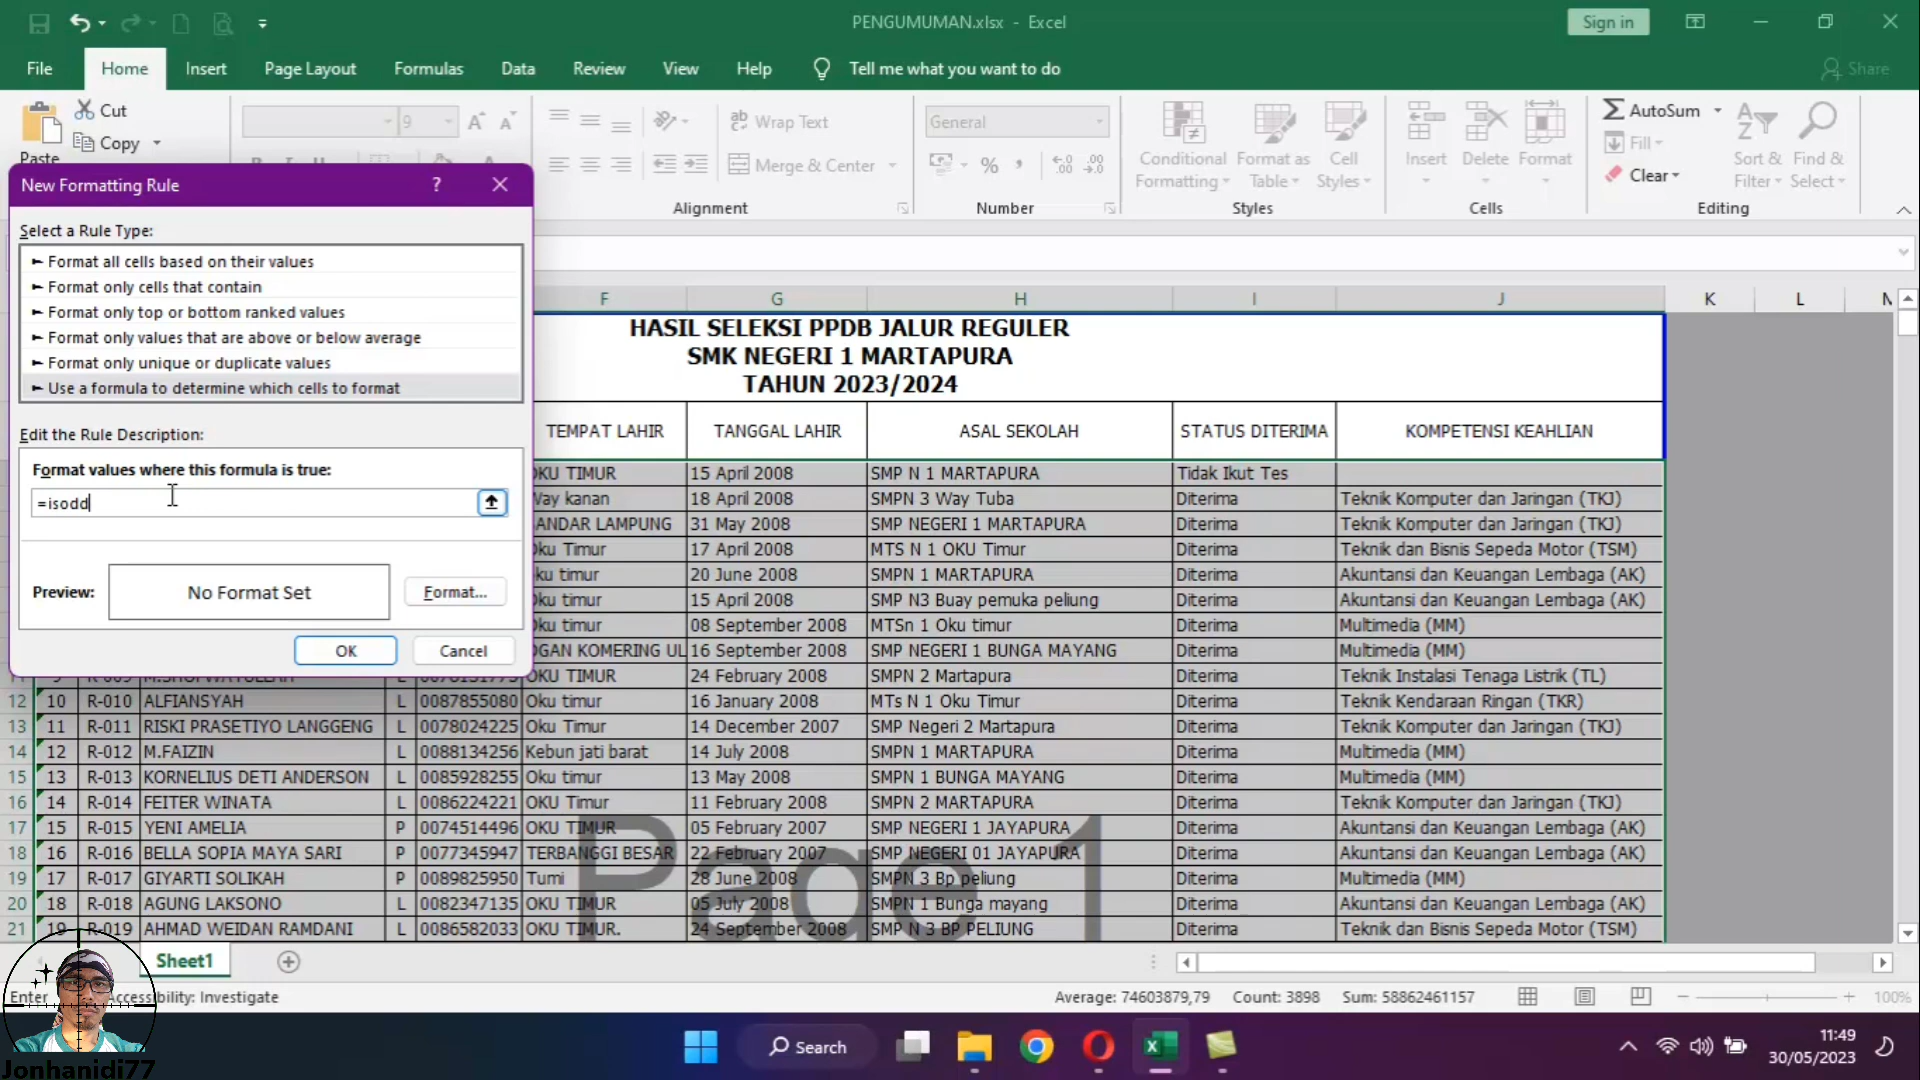 PENGUMUMAN.xlsx - Excel
Sign in
File Home Insert Page Layout Formulas Data Review View Help Tell me what you want to do Share
Cut
Copy
Paste
9
Wrap Text
Merge & Center
Alignment
General
Number
Conditional Formatting
Format as Table
Cell Styles
Styles
Insert
Delete
Format
Cells
AutoSum
Fill
Clear
Sort & Filter
Find & Select
Editing
New Formatting Rule ?
Select a Rule Type:
► Format all cells based on their values
► Format only cells that contain
► Format only top or bottom ranked values
► Format only values that are above or below average
► Format only unique or duplicate values
► Use a formula to determine which cells to format
Edit the Rule Description:
Format values where this formula is true:
=isodd
Preview: No Format Set Format...
OK Cancel
F G H I J K L
HASIL SELEKSI PPDB JALUR REGULER
SMK NEGERI 1 MARTAPURA
TAHUN 2023/2024
TEMPAT LAHIR TANGGAL LAHIR ASAL SEKOLAH STATUS DITERIMA KOMPETENSI KEAHLIAN
OKU TIMUR 15 April 2008 SMP N 1 MARTAPURA Tidak Ikut Tes
Way kanan 18 April 2008 SMPN 3 Way Tuba Diterima Teknik Komputer dan Jaringan (TKJ)
ANDAR LAMPUNG 31 May 2008 SMP NEGERI 1 MARTAPURA Diterima Teknik Komputer dan Jaringan (TKJ)
ku Timur 17 April 2008 MTS N 1 OKU Timur Diterima Teknik dan Bisnis Sepeda Motor (TSM)
ku timur 20 June 2008 SMPN 1 MARTAPURA Diterima Akuntansi dan Keuangan Lembaga (AK)
ku timur 15 April 2008 SMP N3 Buay pemuka peliung Diterima Akuntansi dan Keuangan Lembaga (AK)
ku timur 08 September 2008 MTSn 1 Oku timur Diterima Multimedia (MM)
OGAN KOMERING UL 16 September 2008 SMP NEGERI 1 BUNGA MAYANG Diterima Multimedia (MM)
OKU TIMUR 24 February 2008 SMPN 2 Martapura Diterima Teknik Instalasi Tenaga Listrik (TL)
12 10 R-010 ALFIANSYAH L 0087855080 Oku timur 16 January 2008 MTs N 1 Oku Timur Diterima Teknik Kendaraan Ringan (TKR)
13 11 R-011 RISKI PRASETIYO LANGGENG L 0078024225 Oku Timur 14 December 2007 SMP Negeri 2 Martapura Diterima Teknik Komputer dan Jaringan (TKJ)
14 12 R-012 M.FAIZIN L 0088134256 Kebun jati barat 14 July 2008 SMPN 1 MARTAPURA Diterima Multimedia (MM)
15 13 R-013 KORNELIUS DETI ANDERSON L 0085928255 Oku timur 13 May 2008 SMPN 1 BUNGA MAYANG Diterima Multimedia (MM)
16 14 R-014 FEITER WINATA L 0086224221 OKU Timur 11 February 2008 SMPN 2 MARTAPURA Diterima Teknik Komputer dan Jaringan (TKJ)
17 15 R-015 YENI AMELIA P 0074514496 OKU TIMUR 05 February 2007 SMP NEGERI 1 JAYAPURA Diterima Akuntansi dan Keuangan Lembaga (AK)
18 16 R-016 BELLA SOPIA MAYA SARI P 0077345947 TERBANGGI BESAR 22 February 2007 SMP NEGERI 01 JAYAPURA Diterima Akuntansi dan Keuangan Lembaga (AK)
19 17 R-017 GIYARTI SOLIKAH P 0089825950 Tumi 28 June 2008 SMPN 3 Bp peliung Diterima Multimedia (MM)
20 18 R-018 AGUNG LAKSONO L 0082347135 OKU TIMUR 05 July 2008 SMPN 1 Bunga mayang Diterima Akuntansi dan Keuangan Lembaga (AK)
21 19 R-019 AHMAD WEIDAN RAMDANI L 0086582033 OKU TIMUR. 24 September 2008 SMP N 3 BP PELIUNG Diterima Teknik dan Bisnis Sepeda Motor (TSM)
Page 1
Sheet1
Enter Accessibility: Investigate Average: 74603879,79 Count: 3898 Sum: 58862461157 100%
Search
11:49
30/05/2023
Jonhanidi77